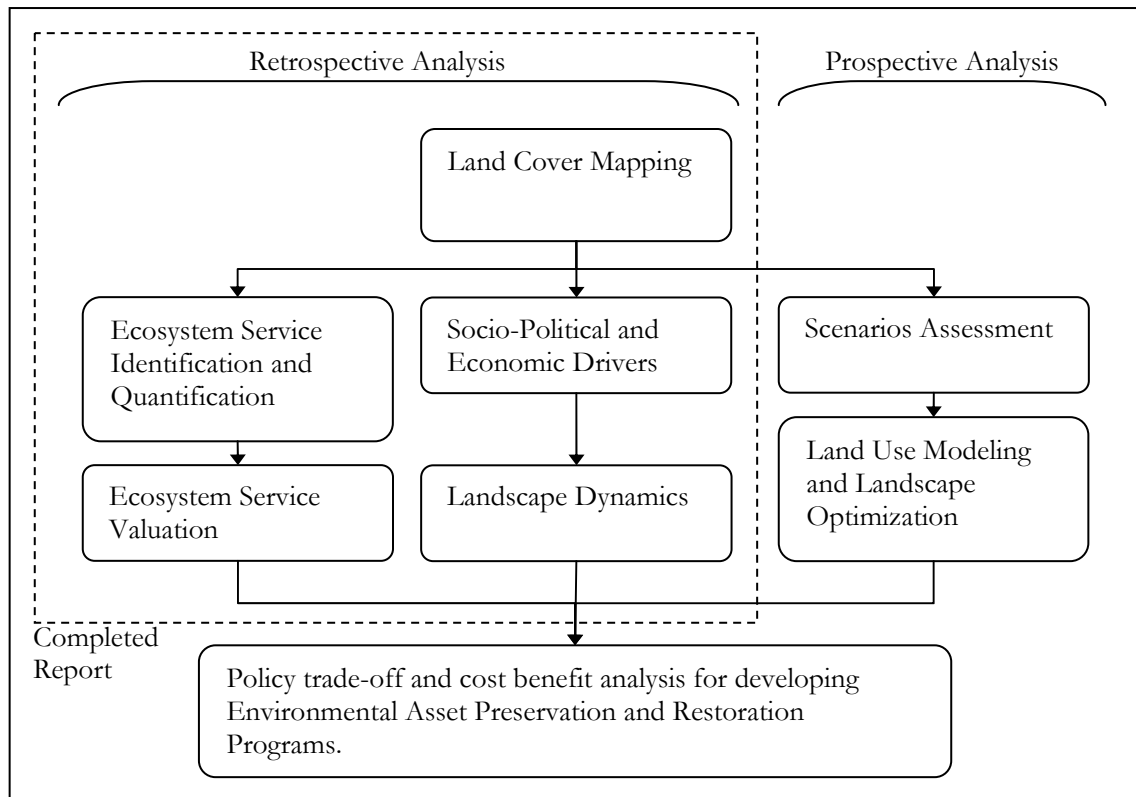 Retrospective Analysis
Prospective Analysis
Land Cover Mapping
Ecosystem Service
Identification and
Quantification
Socio-Political and
Economic Drivers
Scenarios Assessment
Ecosystem Service
Valuation
Landscape Dynamics
Land Use Modeling
and Landscape
Optimization
Completed
Report
Policy trade-off and cost benefit analysis for developing
Environmental Asset Preservation and Restoration
Programs.